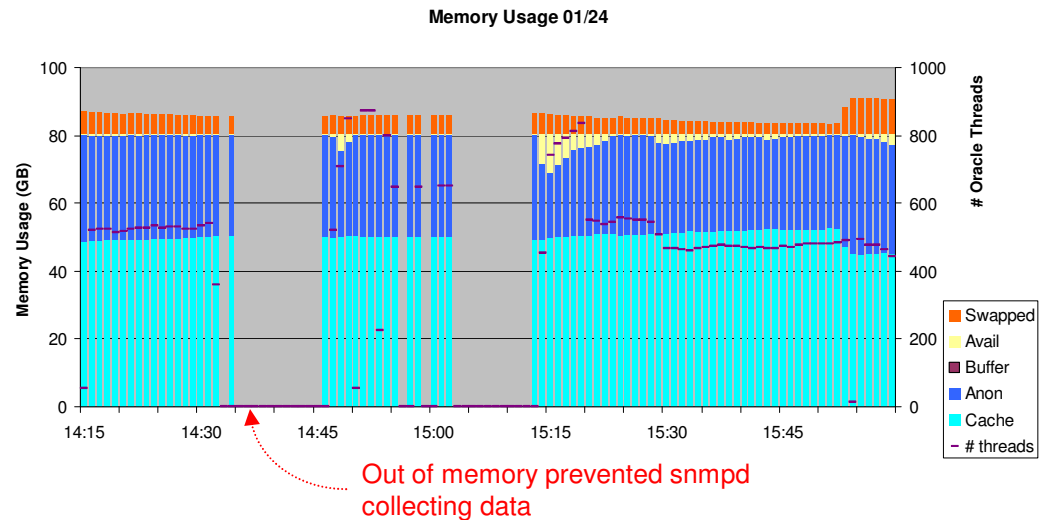 Memory Usage 01/24
Memory Usage (GB)
100
80
60
40
20
0
1000
800
600
400
200
0
# Oracle Threads
14:15 14:30 14:45 15:00 15:15 15:30 15:45
Swapped
Avail
Buffer
Anon
Cache
# threads
Out of memory prevented snmpd
collecting data